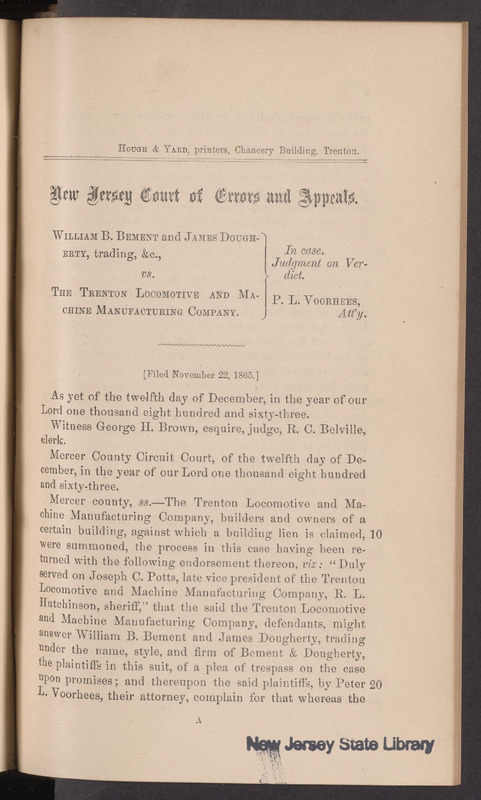 HOUGH & YARD, printers, Chancery Building, Trenton.
New Jersey Court of Errors and Appeals.
WILLIAM B. BEMENT and JAMES DOUGH-
ERTY, trading, &c.,
vs.
THE TRENTON LOCOMOTIVE AND MA-
CHINE MANUFACTURING COMPANY.
In case.
Judgment on Ver-
dict.
P. L. VOORHEES,
Att'y.
[Filed November 22, 1865.]
As yet of the twelfth day of December, in the year of our
Lord one thousand eight hundred and sixty-three.
Witness George H. Brown, esquire, judge, R. C. Belville,
clerk.
Mercer County Circuit Court, of the twelfth day of De-
cember, in the year of our Lord one thousand eight hundred
and sixty-three.
Mercer county, ss.—The Trenton Locomotive and Ma-
chine Manufacturing Company, builders and owners of a
certain building, against which a building lien is claimed, 10
were summoned, the process in this case having been re-
turned with the following endorsement thereon, viz: "Duly
served on Joseph C. Potts, late vice president of the Trenton
Locomotive and Machine Manufacturing Company, R. L.
Hutchinson, sheriff," that the said Trenton Locomotive
and Machine Manufacturing Company, defendants, might
answer William B. Bement and James Dougherty, trading
under the name, style, and firm of Bement & Dougherty,
the plaintiffs in this suit, of a plea of trespass on the case
upon promises; and thereupon the said plaintiffs, by Peter 20
L. Voorhees, their attorney, complain for that whereas the
A
New Jersey State Library